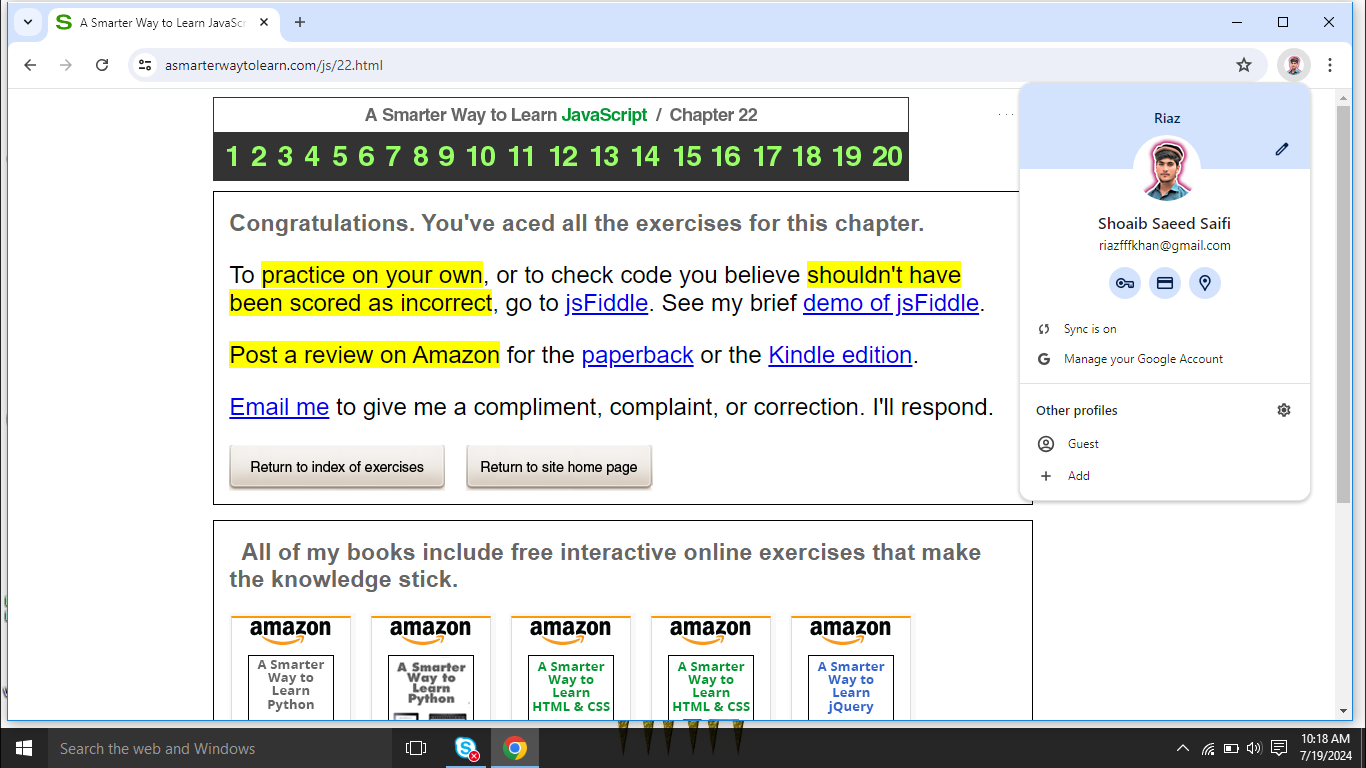 A Smarter Way to Learn JavaScr
asmarterwaytolearn.com/js/22.html
A Smarter Way to Learn JavaScript / Chapter 22
1 2 3 4 5 6 7 8 9 10 11 12 13 14 15 16 17 18 19 20
Congratulations. You've aced all the exercises for this chapter.
To practice on your own, or to check code you believe shouldn't have
been scored as incorrect, go to jsFiddle. See my brief demo of jsFiddle.
Post a review on Amazon for the paperback or the Kindle edition.
Email me to give me a compliment, complaint, or correction. I'll respond.
Return to index of exercises
Return to site home page
All of my books include free interactive online exercises that make
the knowledge stick.
amazon
A Smarter
Way to
Learn
Python
amazon
A Smarter
Way to
Learn
Python
amazon
A Smarter
Way to
Learn
HTML & CSS
amazon
A Smarter
Way to
Learn
HTML & CSS
amazon
A Smarter
Way to
Learn
jQuery
Riaz
Shoaib Saeed Saifi
riazfffkhan@gmail.com
Sync is on
Manage your Google Account
Other profiles
Guest
Add
Search the web and Windows
10:18 AM
7/19/2024